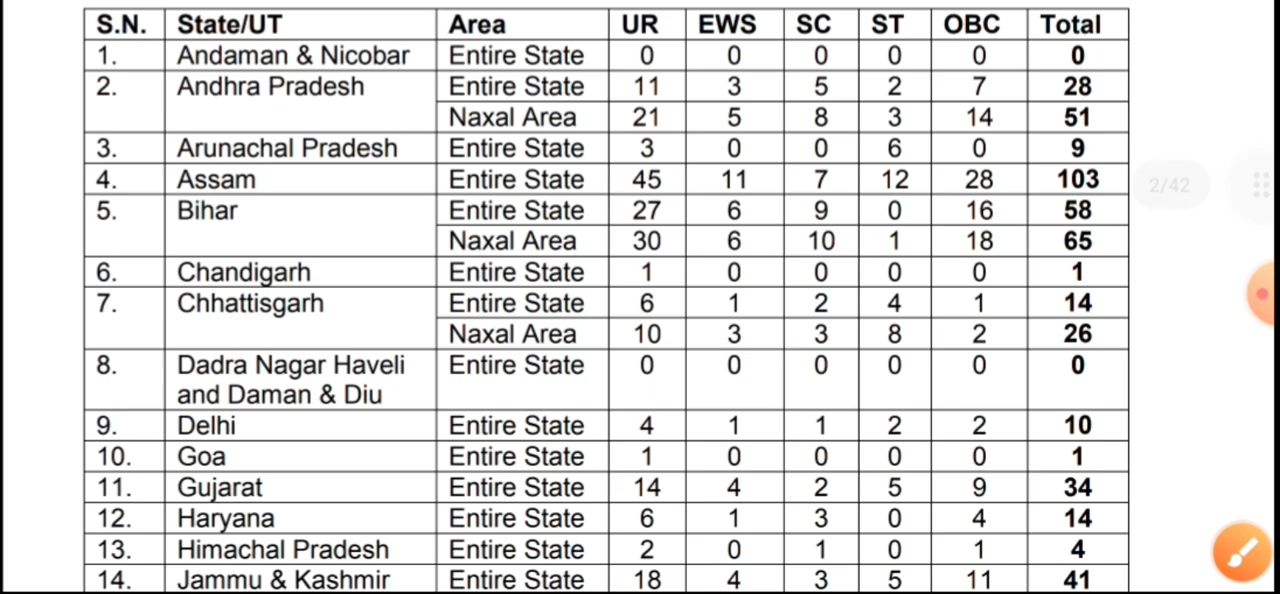 S.N. State/UT Area UR EWS SC ST OBC Total
1. Andaman & Nicobar Entire State 0 0 0 0 0 0
2. Andhra Pradesh Entire State 11 3 5 2 7 28
Naxal Area 21 5 8 3 14 51
3. Arunachal Pradesh Entire State 3 0 0 6 0 9
4. Assam Entire State 45 11 7 12 28 103
2/42
5. Bihar Entire State 27 6 9 0 16 58
Naxal Area 30 6 10 1 18 65
6. Chandigarh Entire State 1 0 0 0 0 1
7. Chhattisgarh Entire State 6 1 2 4 1 14
Naxal Area 10 3 3 8 2 26
8. Dadra Nagar Haveli Entire State 0 0 0 0 0 0
and Daman & Diu
9. Delhi Entire State 4 1 1 2 2 10
10. Goa Entire State 1 0 0 0 0 1
11. Gujarat Entire State 14 4 2 5 9 34
12. Haryana Entire State 6 1 3 0 4 14
13. Himachal Pradesh Entire State 2 0 1 0 1 4
14. Jammu & Kashmir Entire State 18 4 3 5 11 41